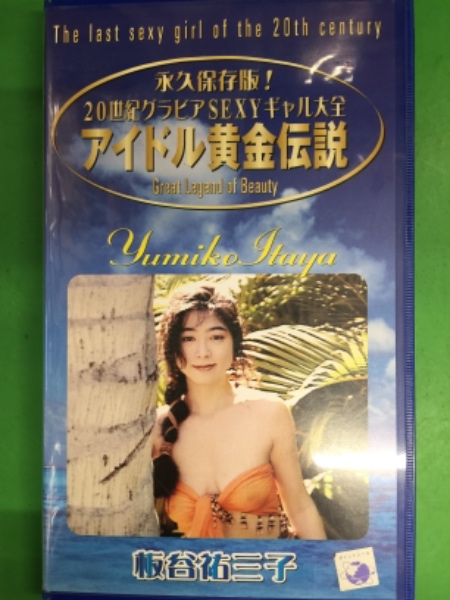 The last sexy girl of the 20th century
永久保存版！
20世紀グラビアSEXYギャル大全
アイドル黄金伝説
Great Legend of Beauty
Yumiko Itaya
板谷祐三子